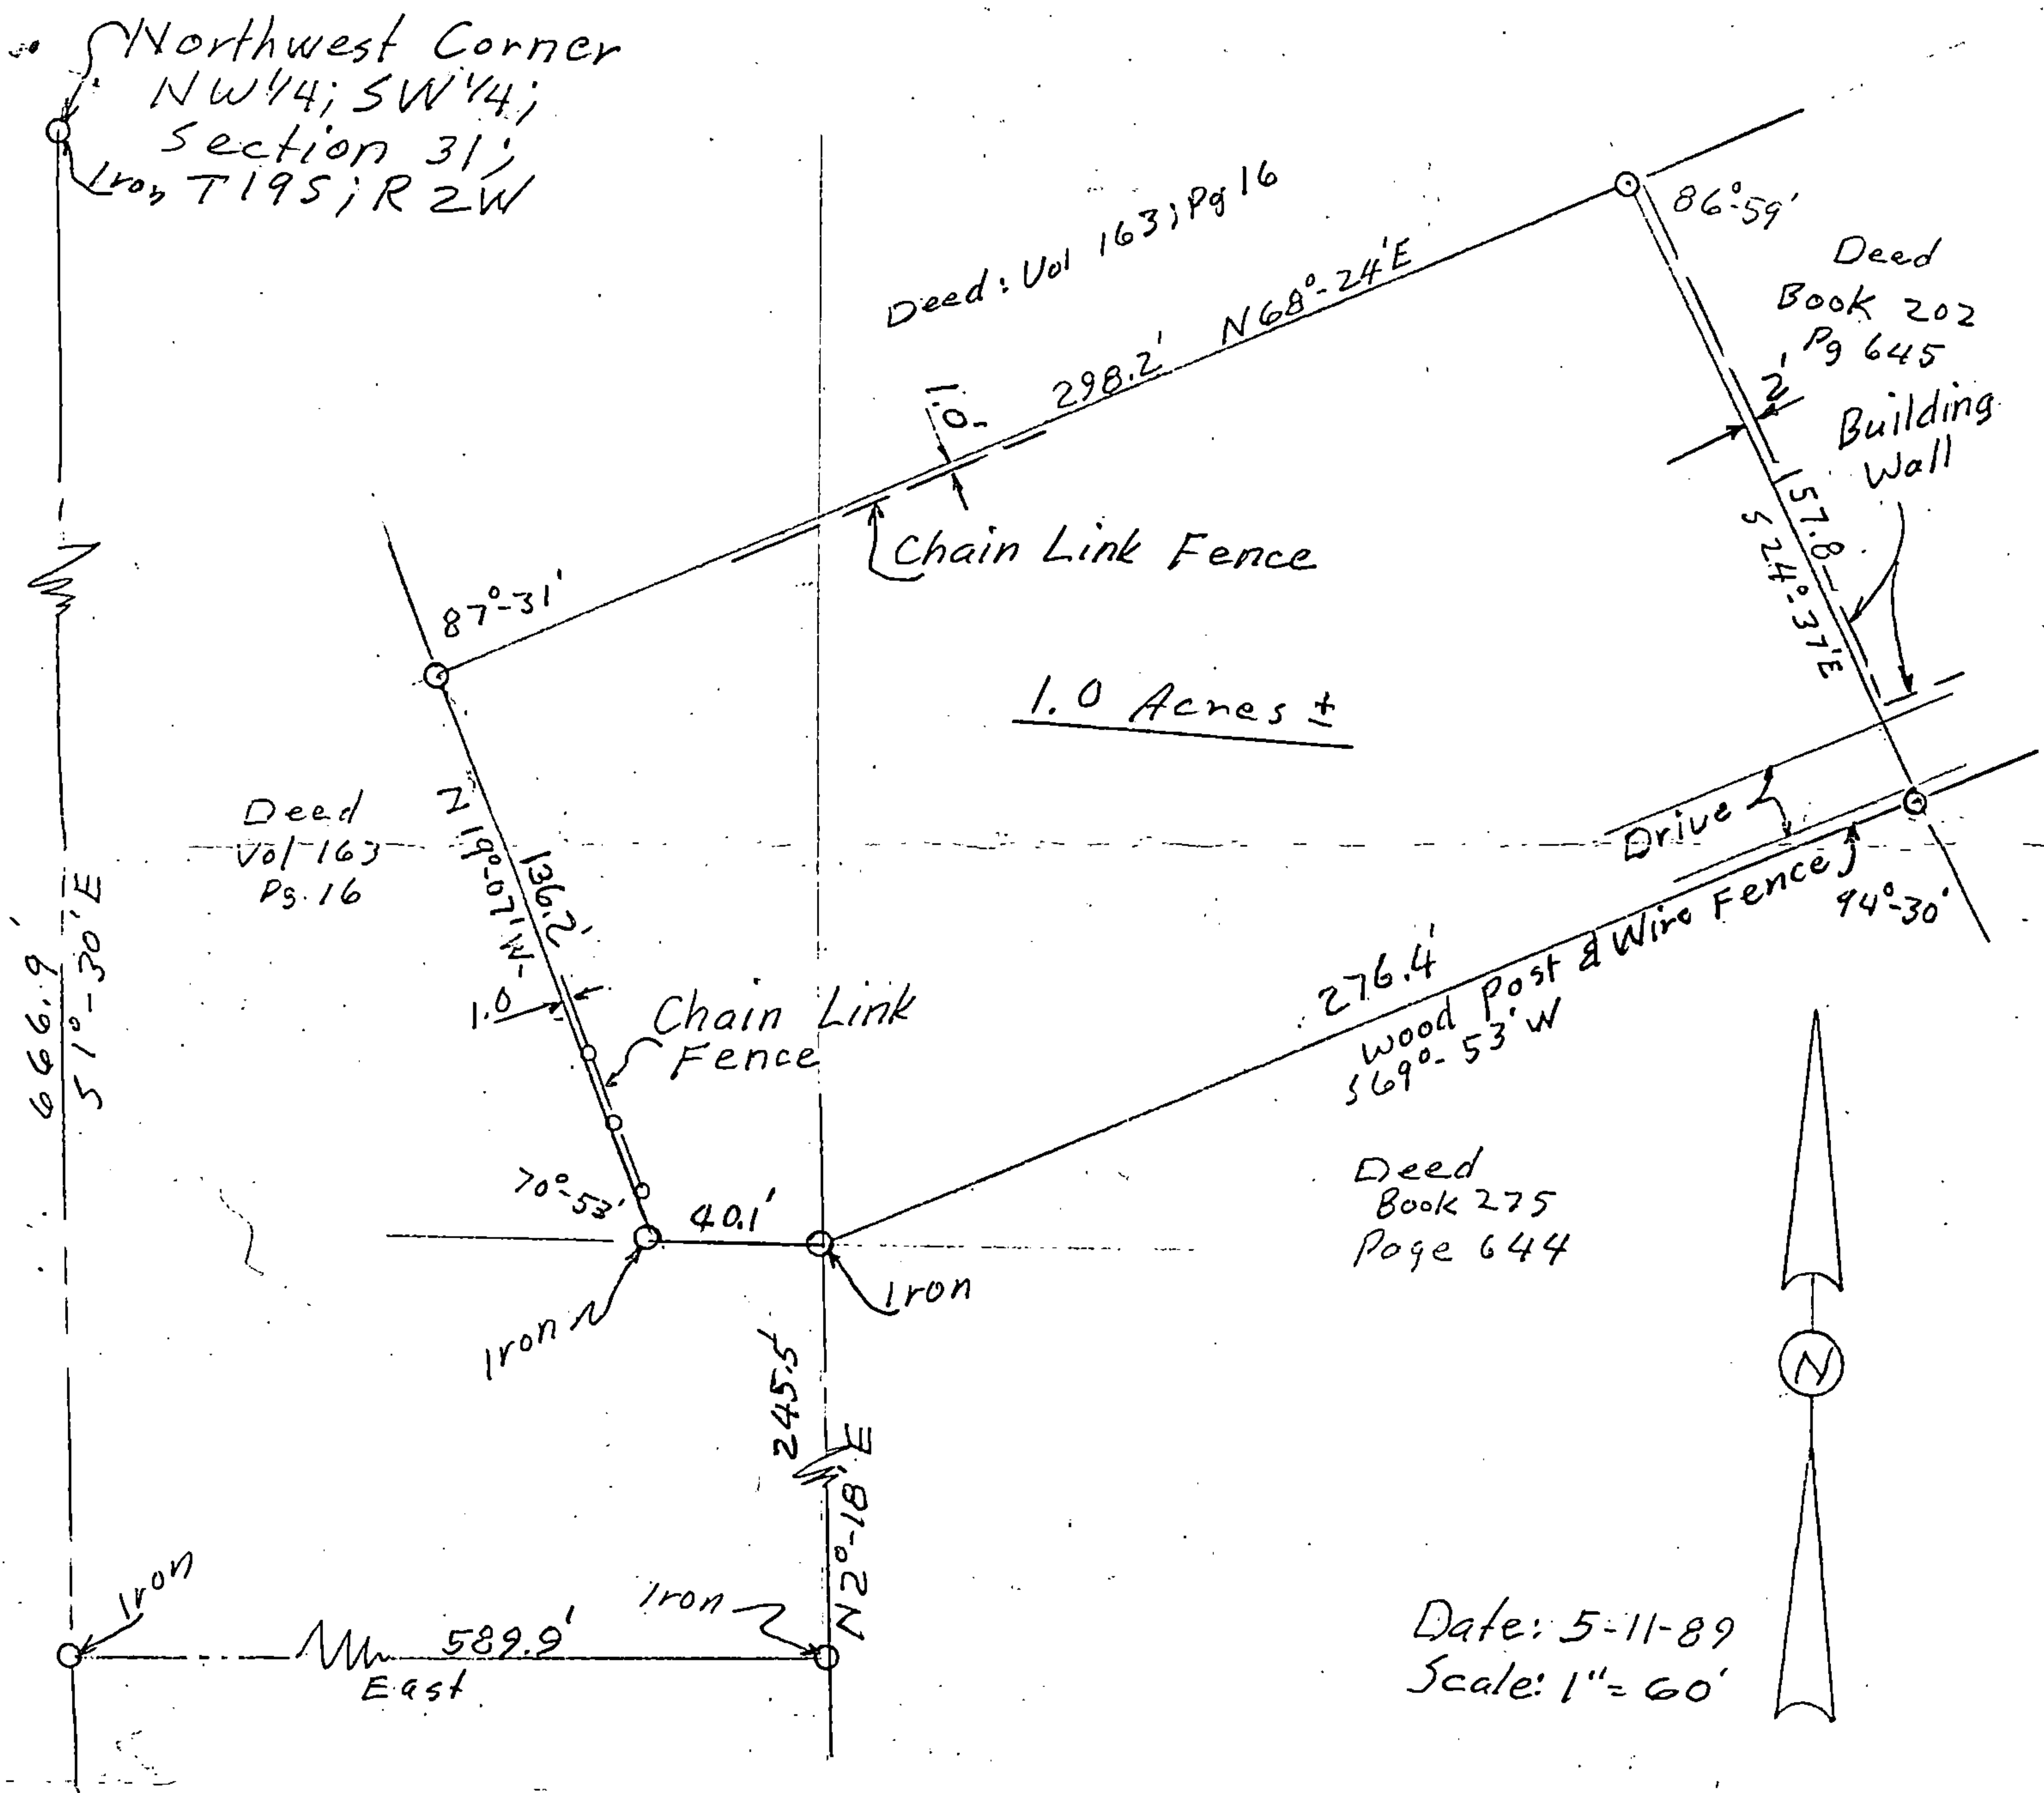 Northwest Corner
NW¼; SW¼;
Section 31;
Iron T19S; R2W
Deed: Vol 163; Pg 16
298.2' N68°-24'E
1.0'
Chain Link Fence
86°-59'
Deed
Book 202
Pg 645
2'
Building
Wall
157.8
S 24°-37'E
87°-31'
1.0 Acres ±
Deed
Vol 163
Pg. 16
N 19°-07'W
136.2'
1.0
Chain Link
Fence
Drive
94°-30'
276.4'
Wood Post & Wire Fence
S69°-53'W
666.9'
S 1°-30'E
70°-53'
40.1'
Iron
Iron
Deed
Book 275
Page 644
245.5'
N2°-18'E
N
Iron
Iron
589.9'
East
Date: 5-11-89
Scale: 1"=60'